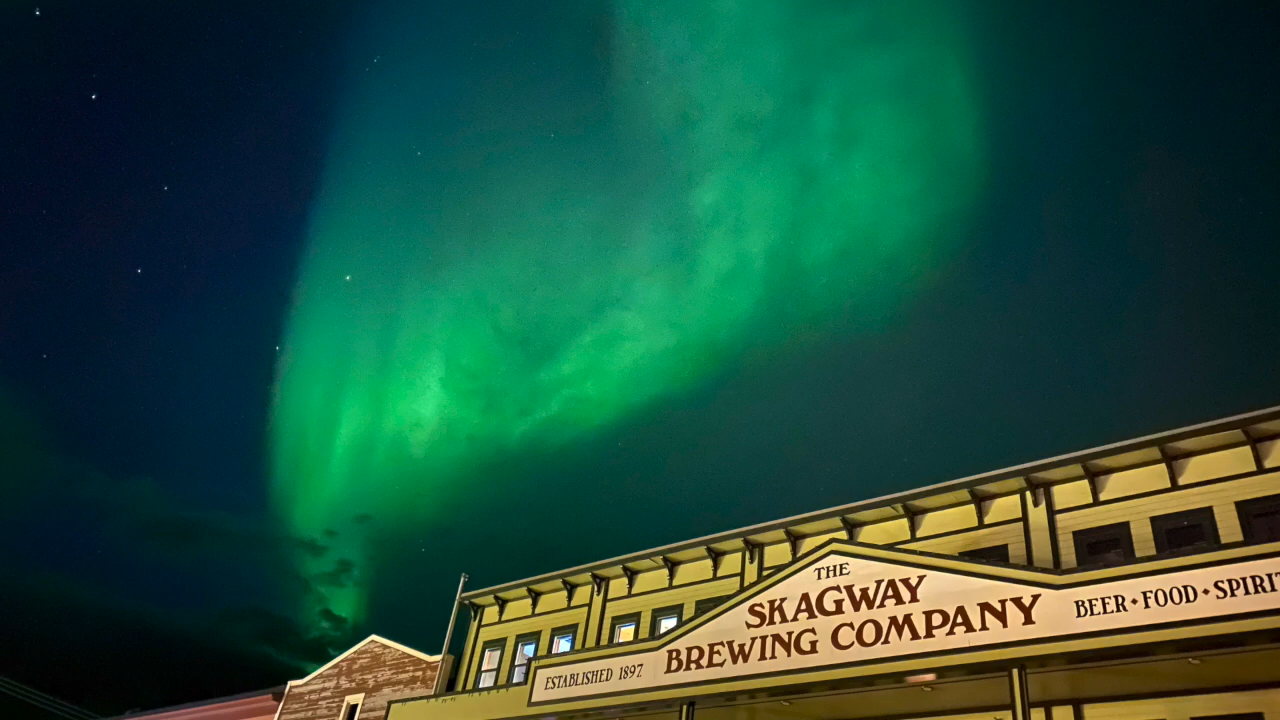 THE
SKAGWAY
BREWING COMPANY
ESTABLISHED 1897.
BEER • FOOD • SPIRIT